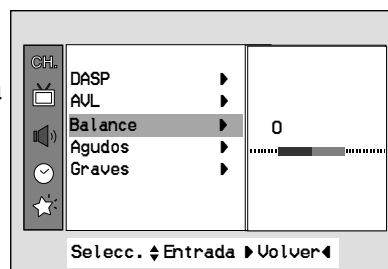 CH.
DASP
AVL
Balance
0
Agudos
Graves
Selecc. Entrada Volver